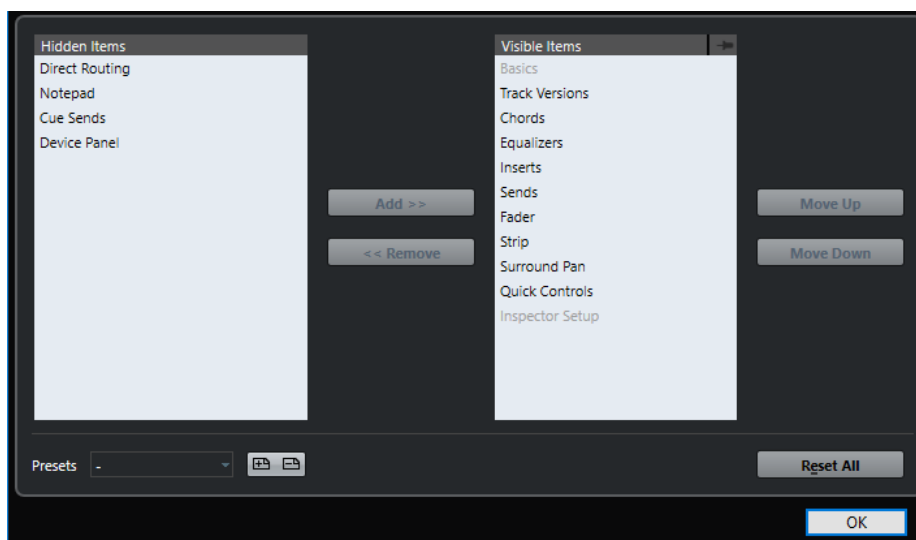 Hidden Items
Direct Routing
Notepad
Cue Sends
Device Panel
Add >>
<< Remove
Visible Items
Basics
Track Versions
Chords
Equalizers
Inserts
Sends
Fader
Strip
Surround Pan
Quick Controls
Inspector Setup
Move Up
Move Down
Presets -
Reset All
OK